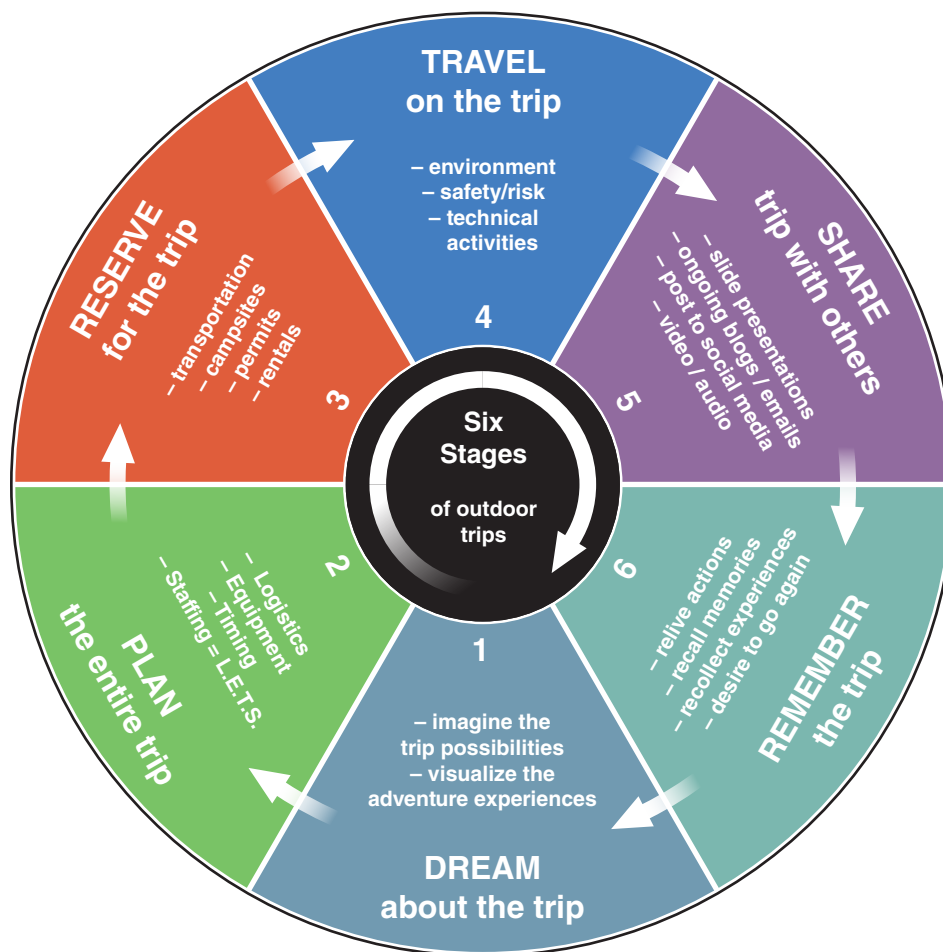 Six
Stages
of outdoor
trips
1
– imagine the
trip possibilities
– visualize the
adventure experiences
DREAM
about the trip
2
– Logistics
– Equipment
– Timing
– Staffing = L.E.T.S.
PLAN
the entire trip
3
RESERVE
for the trip
– transportation
– campsites
– permits
– rentals
TRAVEL
on the trip
– environment
– safety/risk
– technical
activities
4
SHARE
trip with others
– slide presentations
– ongoing blogs / emails
– post to social media
– video / audio
5
6
– relive actions
– recall memories
– recollect experiences
– desire to go again
REMEMBER
the trip